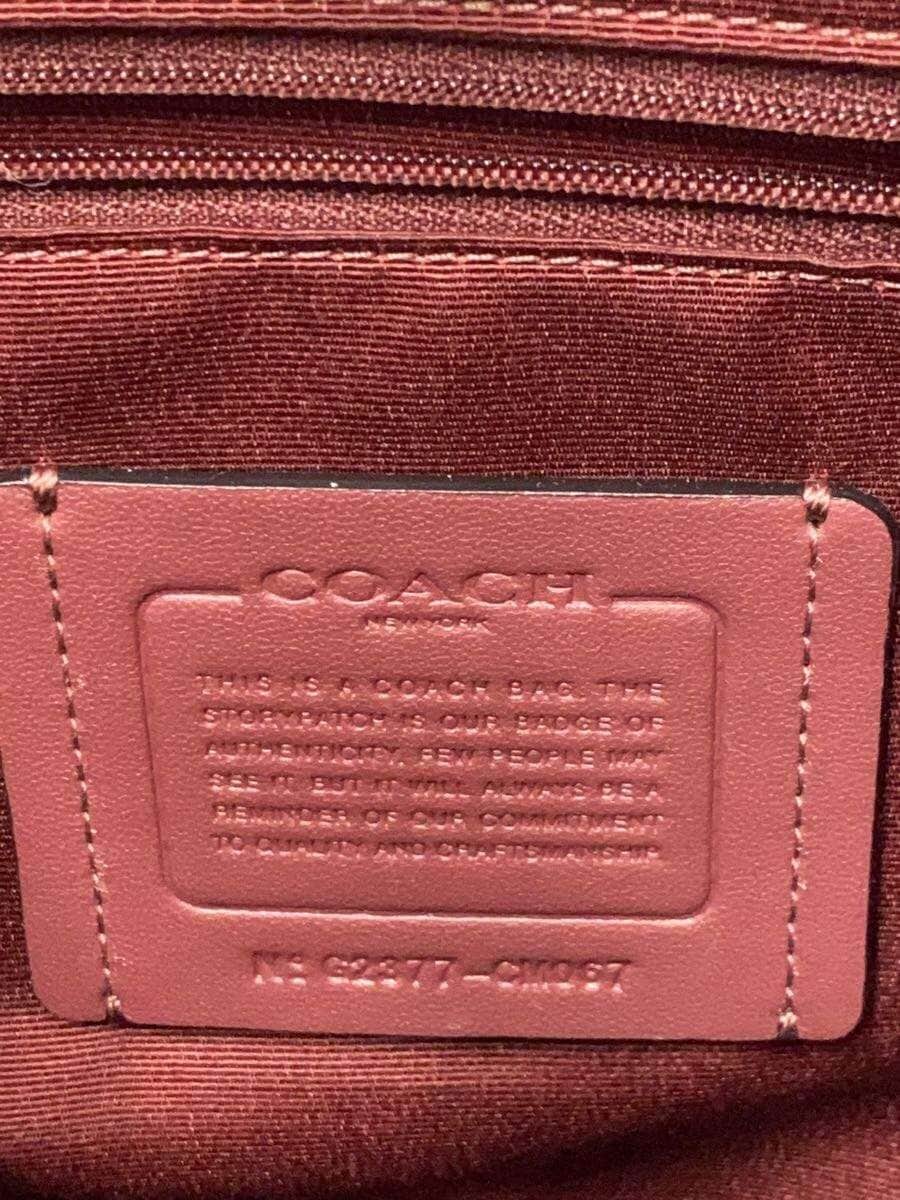 COACH
NEW YORK
THIS IS A COACH BAG. THE
STORYPATCH IS OUR BADGE OF
AUTHENTICITY. FEW PEOPLE MAY
SEE IT, BUT IT WILL ALWAYS BE A
REMINDER OF OUR COMMITMENT
TO QUALITY AND CRAFTSMANSHIP.
Nº G2377-CM067